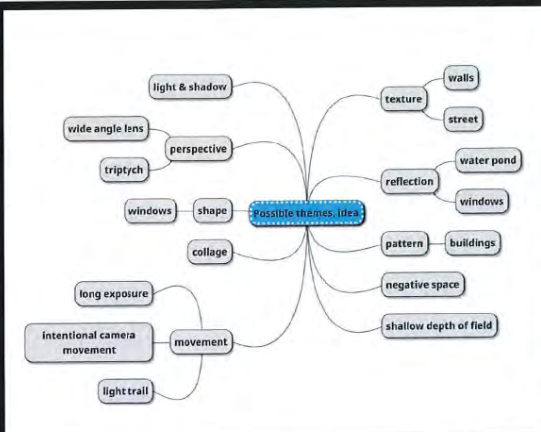 Possible themes, idea
light & shadow
perspective
wide angle lens
triptych
shape
windows
collage
movement
long exposure
intentional camera
movement
light trail
texture
walls
street
reflection
water pond
windows
pattern
buildings
negative space
shallow depth of field